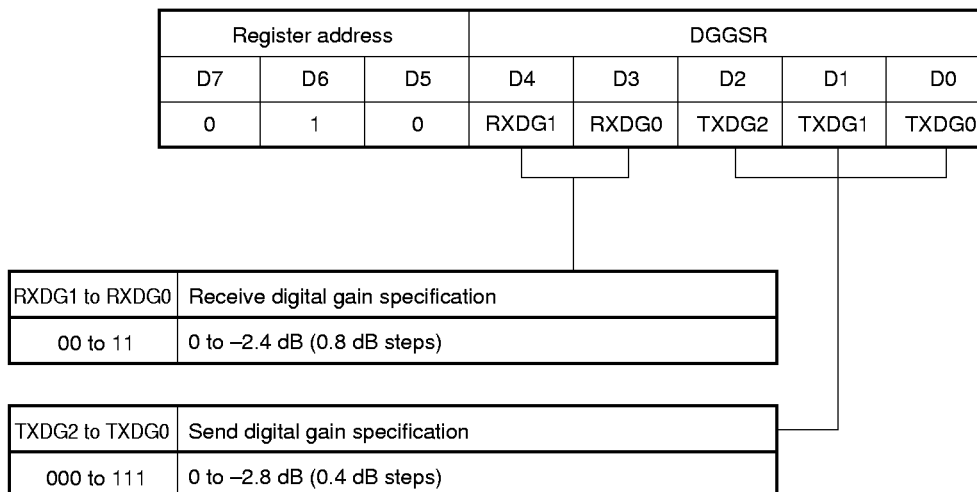 Register address DGGSR
D7 D6 D5 D4 D3 D2 D1 D0
0 1 0 RXDG1 RXDG0 TXDG2 TXDG1 TXDG0
RXDG1 to RXDG0 Receive digital gain specification
00 to 11 0 to –2.4 dB (0.8 dB steps)
TXDG2 to TXDG0 Send digital gain specification
000 to 111 0 to –2.8 dB (0.4 dB steps)